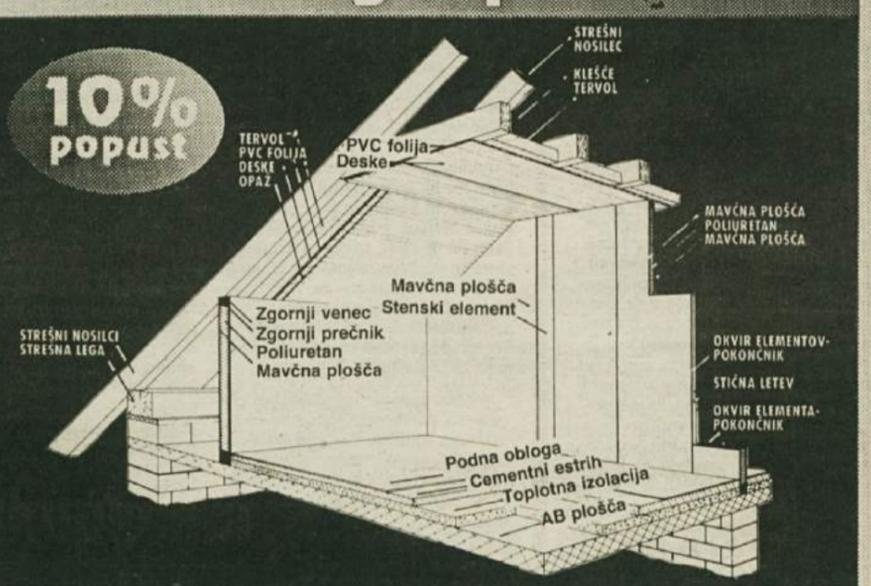 10%
popust
STREŠNI
NOSILEC
KLEŠČE
TERVOL
TERVOL
PVC FOLIJA
DESKE
OPAŽ
PVC folija
Deske
MAVČNA PLOŠČA
POLIURETAN
MAVČNA PLOŠČA
Mavčna plošča
Stenski element
Zgornji venec
Zgornji prečnik
Poliuretan
Mavčna plošča
STREŠNI NOSILCI
STREŠNA LEGA
OKVIR ELEMENTOV-
POKONČNIK
STIČNA LETEV
OKVIR ELEMENTA-
POKONČNIK
Podna obloga
Cementni estrih
Toplotna izolacija
AB plošča